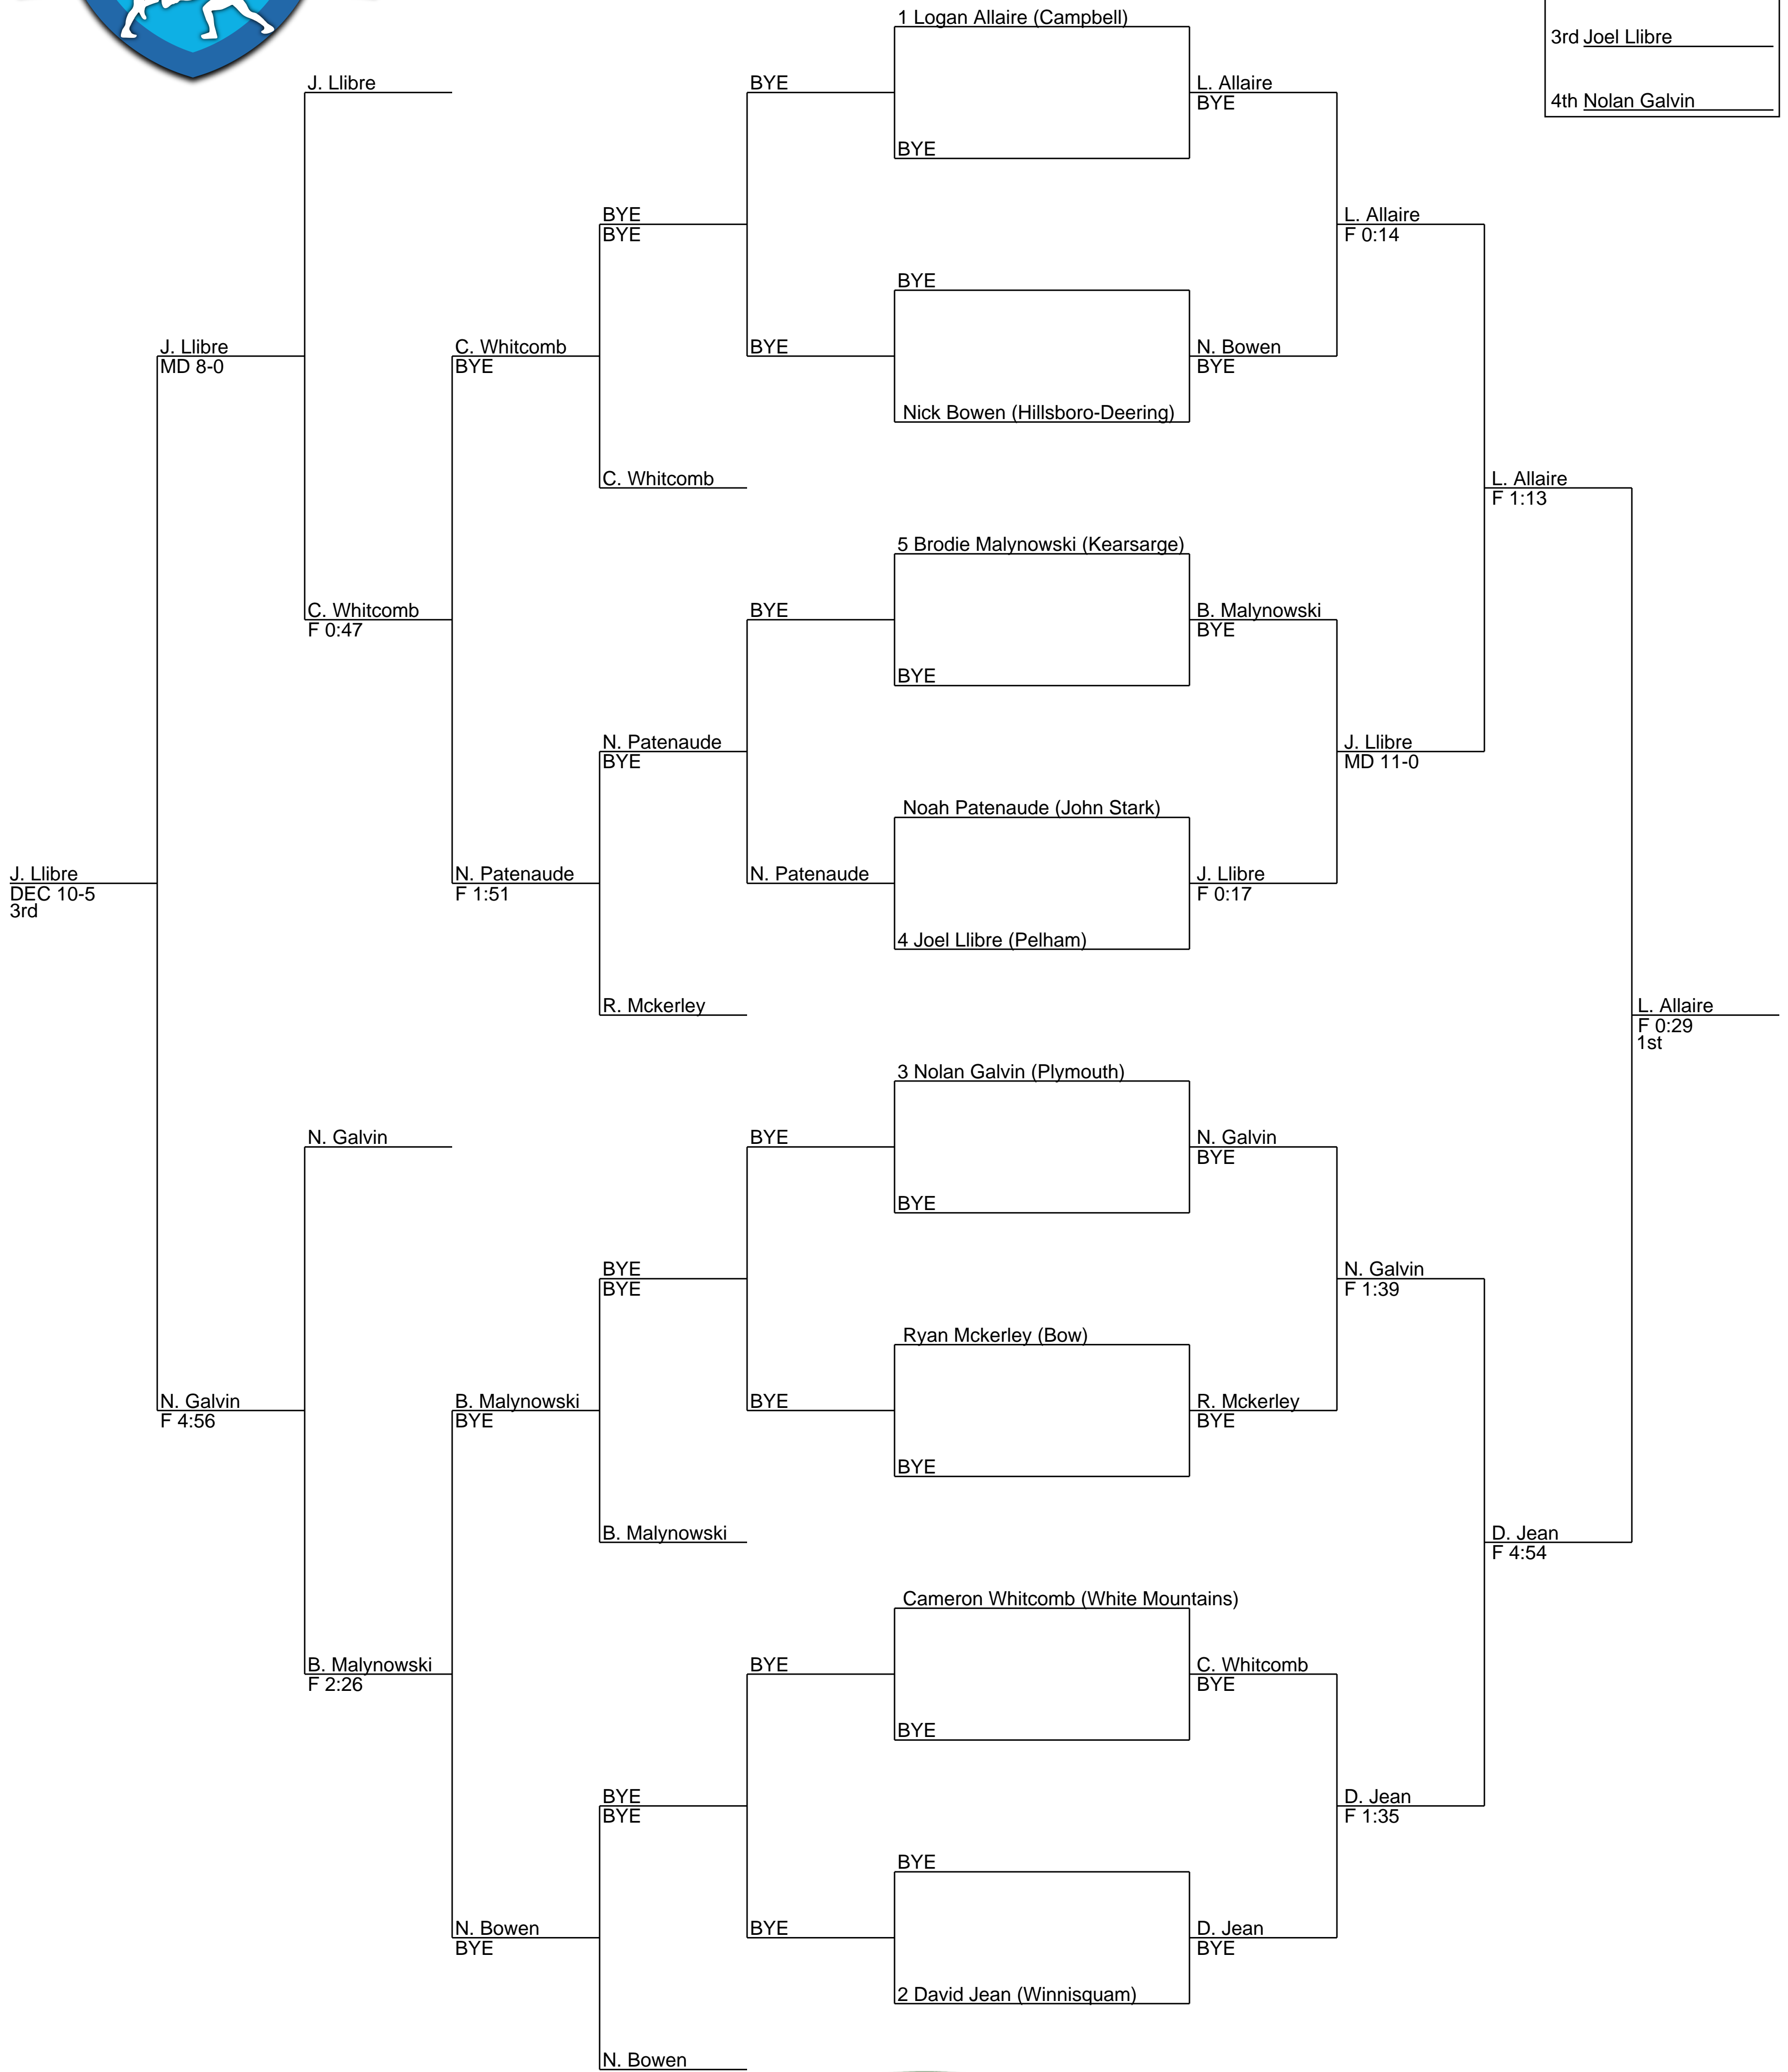 1 Logan Allaire (Campbell)
3rd Joel Llibre
J. Llibre
BYE
L. Allaire
BYE
4th Nolan Galvin
BYE
BYE
BYE
L. Allaire
F 0:14
BYE
J. Llibre
MD 8-0
C. Whitcomb
BYE
BYE
N. Bowen
BYE
Nick Bowen (Hillsboro-Deering)
C. Whitcomb
L. Allaire
F 1:13
5 Brodie Malynowski (Kearsarge)
C. Whitcomb
F 0:47
BYE
B. Malynowski
BYE
BYE
N. Patenaude
BYE
J. Llibre
MD 11-0
Noah Patenaude (John Stark)
J. Llibre
DEC 10-5
3rd
N. Patenaude
F 1:51
N. Patenaude
J. Llibre
F 0:17
4 Joel Llibre (Pelham)
R. Mckerley
L. Allaire
F 0:29
1st
3 Nolan Galvin (Plymouth)
N. Galvin
BYE
N. Galvin
BYE
BYE
BYE
BYE
N. Galvin
F 1:39
Ryan Mckerley (Bow)
N. Galvin
F 4:56
B. Malynowski
BYE
BYE
R. Mckerley
BYE
BYE
B. Malynowski
D. Jean
F 4:54
Cameron Whitcomb (White Mountains)
B. Malynowski
F 2:26
BYE
C. Whitcomb
BYE
BYE
BYE
BYE
D. Jean
F 1:35
BYE
N. Bowen
BYE
BYE
D. Jean
BYE
2 David Jean (Winnisquam)
N. Bowen